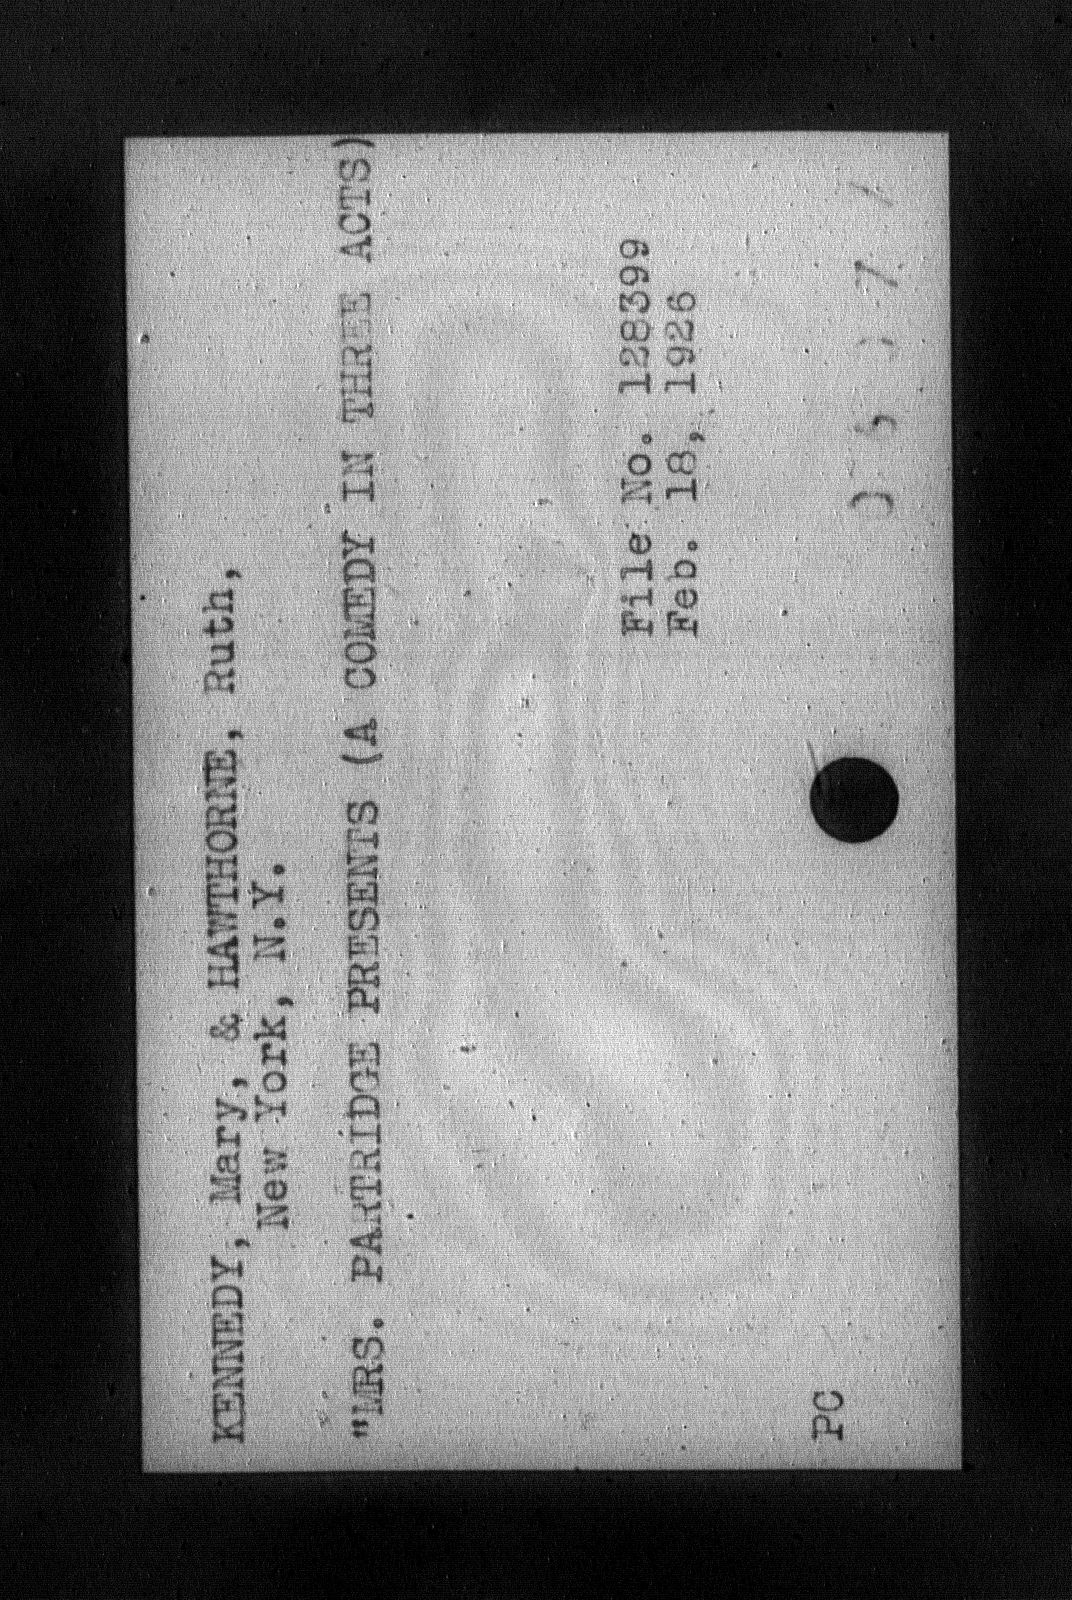 KENNEDY, Mary, & HAWTHORNE, Ruth,
New York, N.Y.
"MRS. PARTRIDGE PRESENTS (A COMEDY IN THREE ACTS)
File No. 128399
Feb. 18, 1926
PC